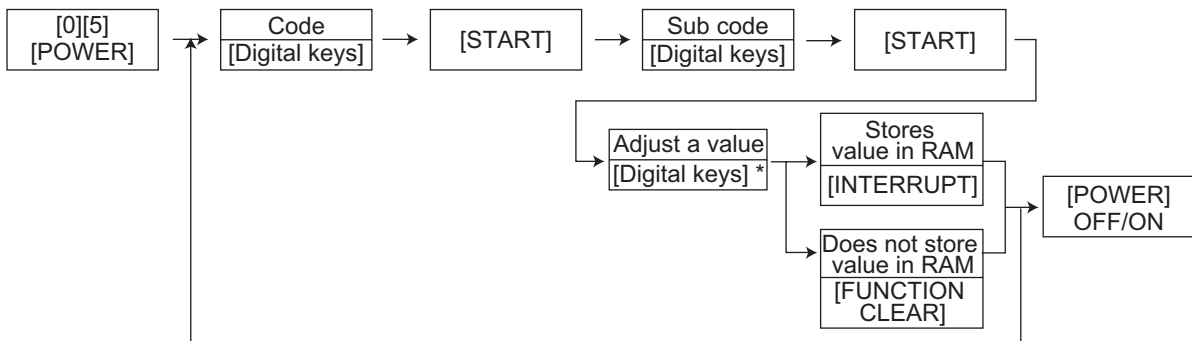 [0][5]
[POWER]
Code
[Digital keys]
[START]
Sub code
[Digital keys]
[START]
Adjust a value
[Digital keys] *
Stores
value in RAM
[INTERRUPT]
Does not store
value in RAM
[FUNCTION
CLEAR]
[POWER]
OFF/ON